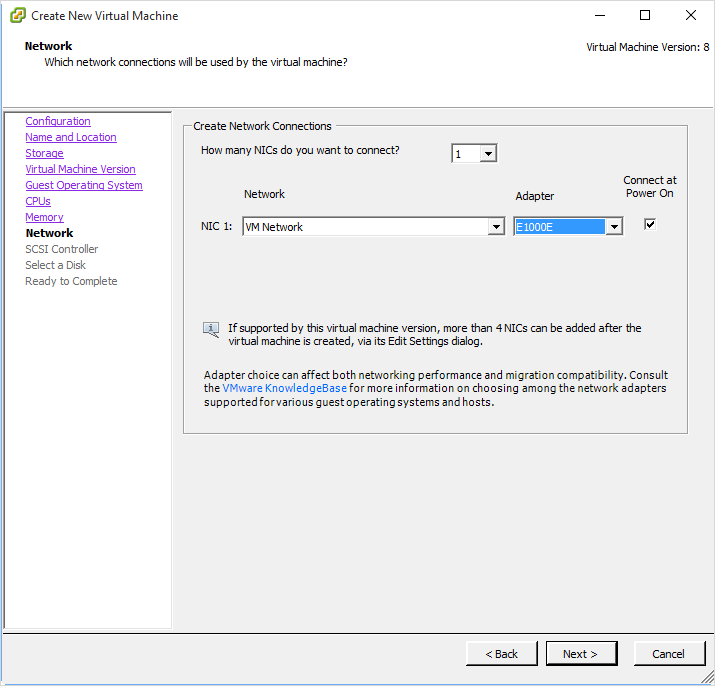 Create New Virtual Machine
Network
Which network connections will be used by the virtual machine?
Virtual Machine Version: 8
Configuration
Name and Location
Storage
Virtual Machine Version
Guest Operating System
CPUs
Memory
Network
SCSI Controller
Select a Disk
Ready to Complete
Create Network Connections
How many NICs do you want to connect?
1
Network
Adapter
Connect at
Power On
NIC 1:
VM Network
E1000E
If supported by this virtual machine version, more than 4 NICs can be added after the
virtual machine is created, via its Edit Settings dialog.
Adapter choice can affect both networking performance and migration compatibility. Consult
the VMware KnowledgeBase for more information on choosing among the network adapters
supported for various guest operating systems and hosts.
< Back
Next >
Cancel